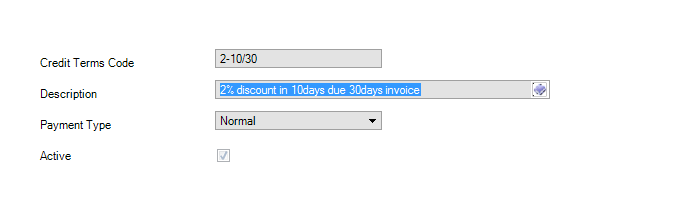 Credit Terms Code 2-10/30
Description 2% discount in 10days due 30days invoice
Payment Type Normal
Active